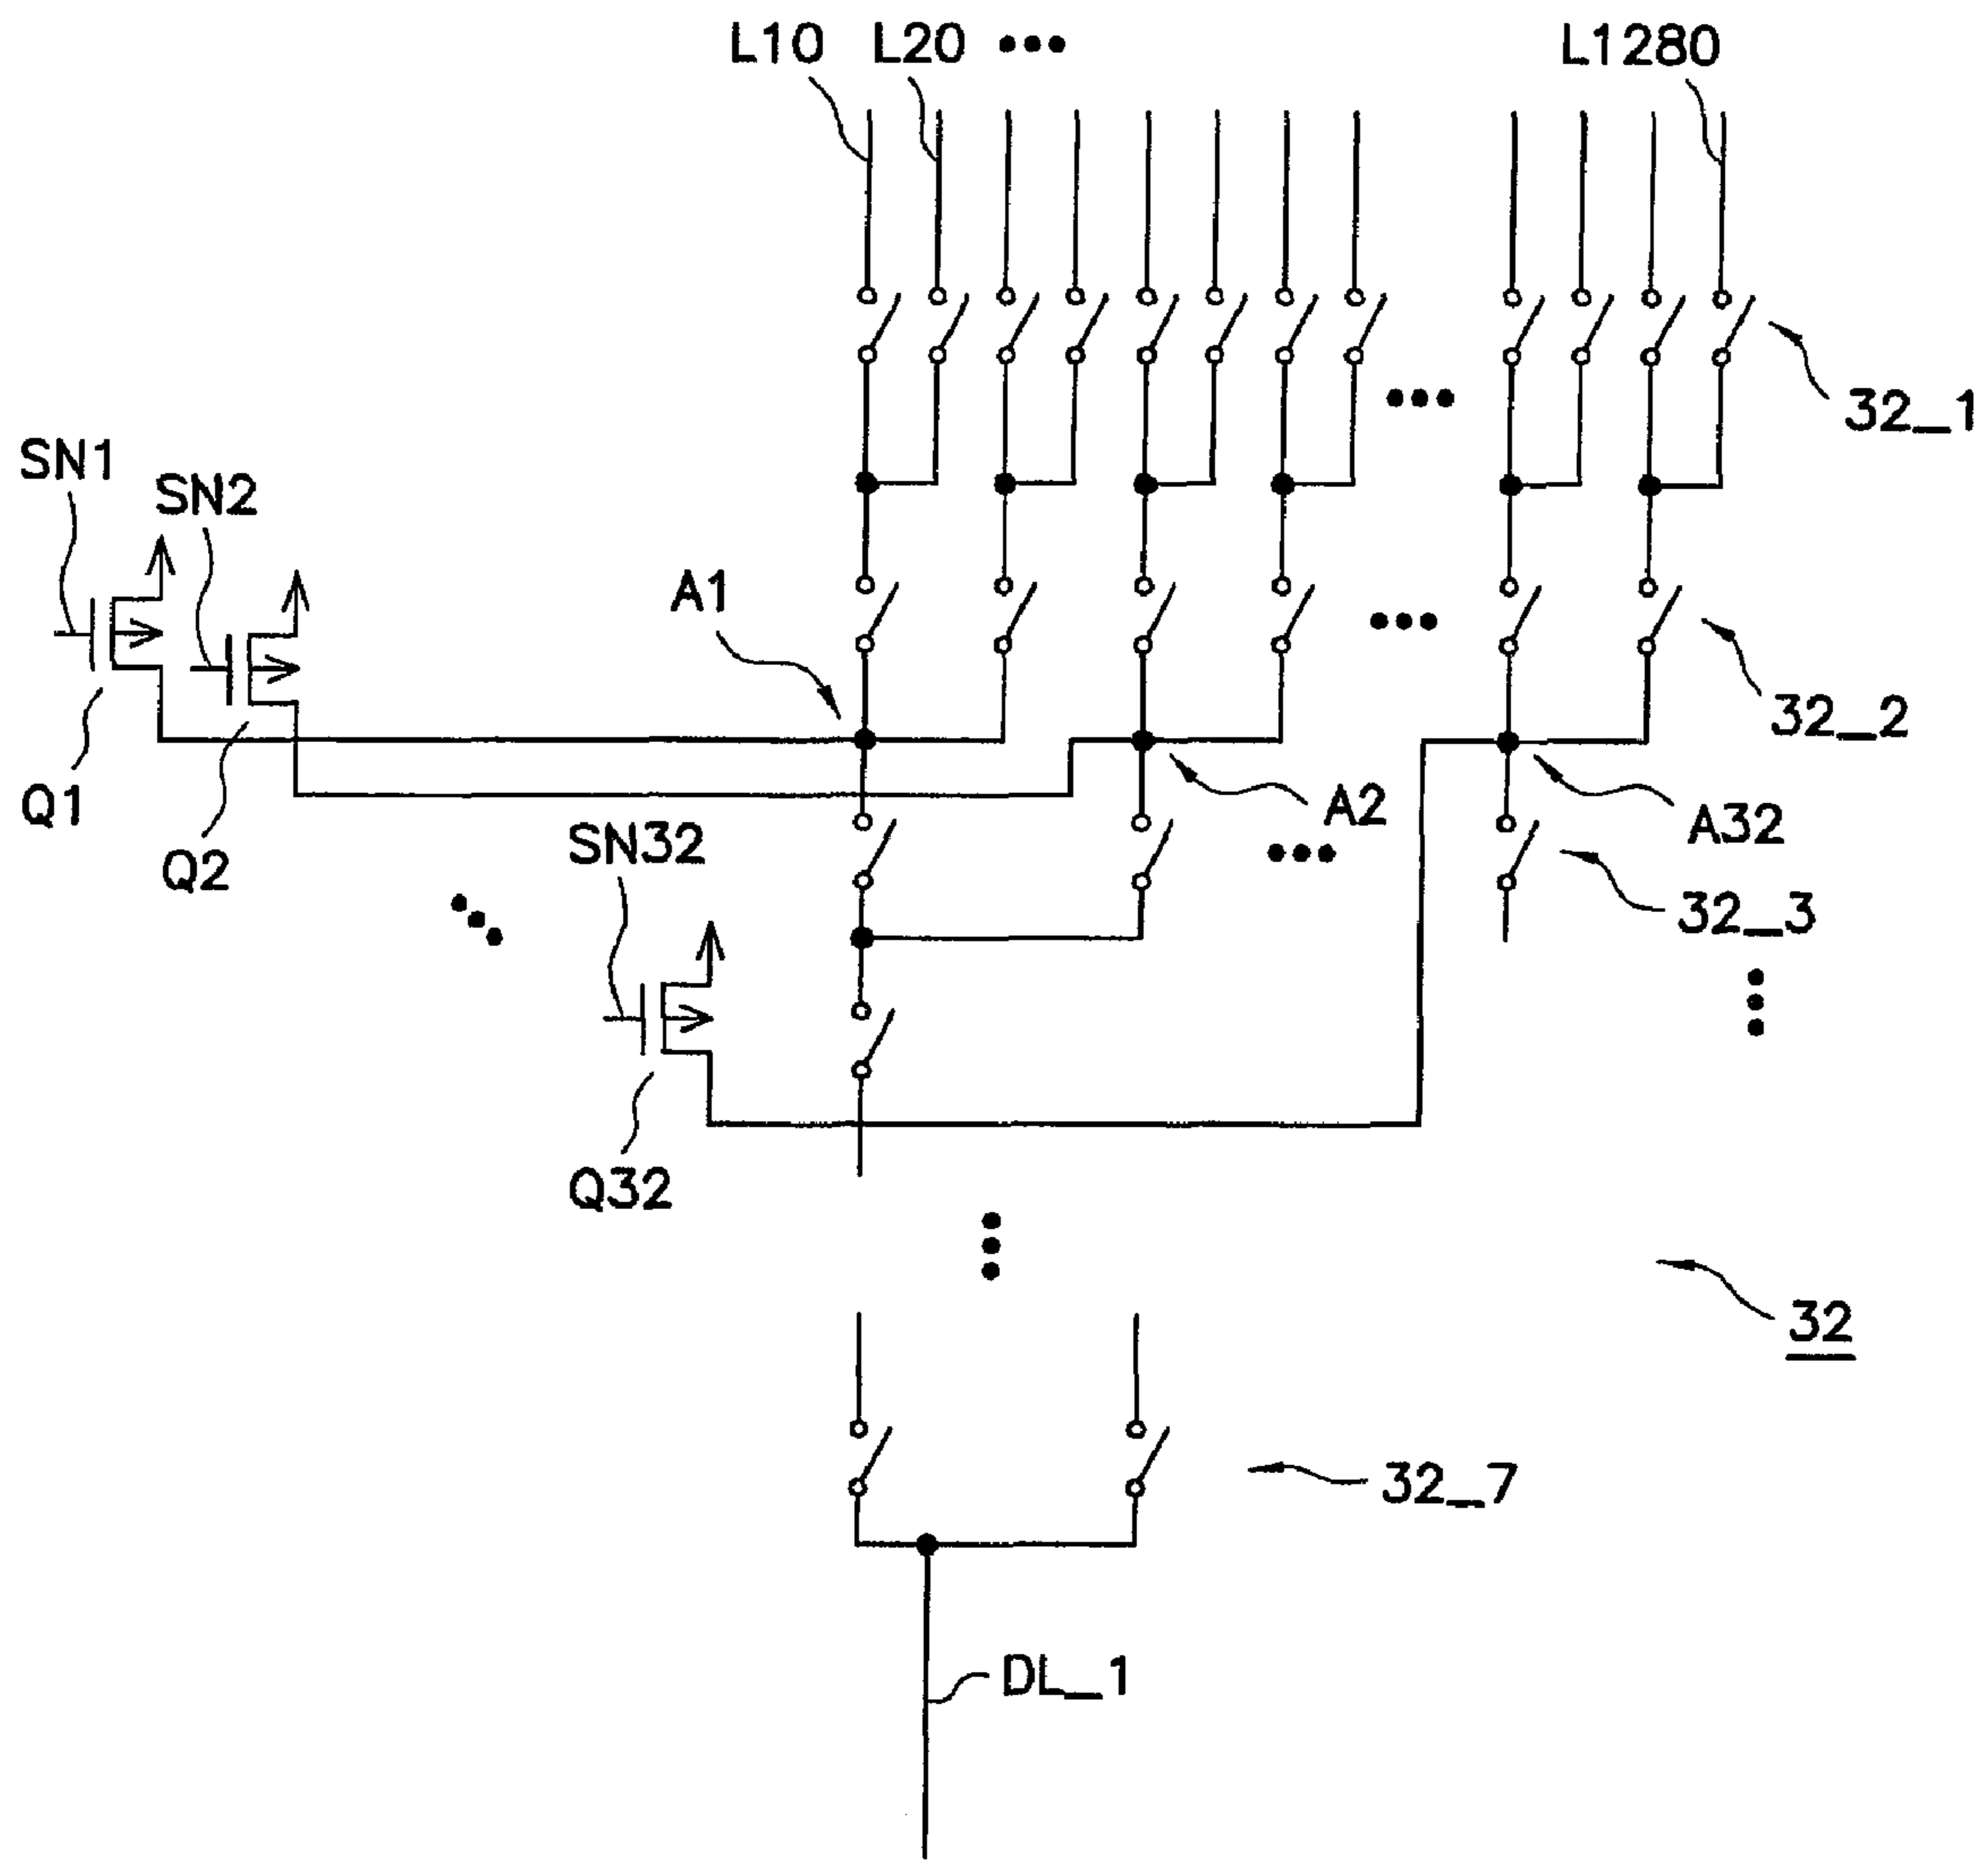 L10 L20 ••• L1280
32_1
SN1
SN2
A1
•••
32_2
Q1
A2
A32
SN32
Q2
•••
32_3
Q32
32
32_7
DL_1